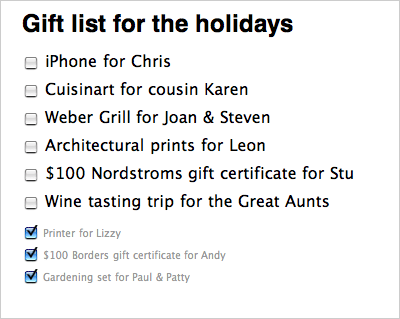 Gift list for the holidays
iPhone for Chris
Cuisinart for cousin Karen
Weber Grill for Joan & Steven
Architectural prints for Leon
$100 Nordstroms gift certificate for Stu
Wine tasting trip for the Great Aunts
Printer for Lizzy
$100 Borders gift certificate for Andy
Gardening set for Paul & Patty